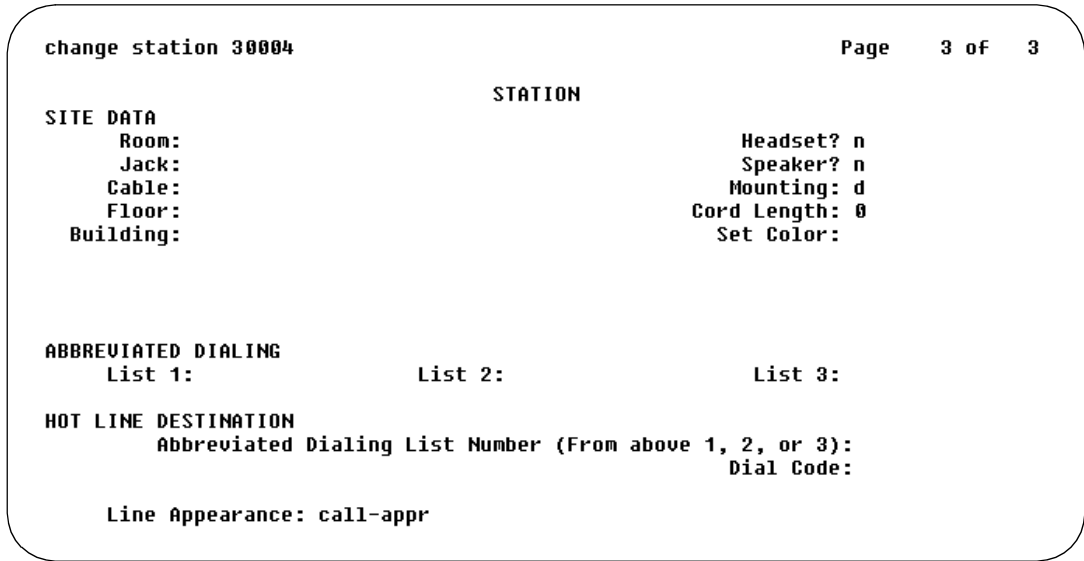 change station 30004 Page 3 of 3
STATION
SITE DATA
Room: Headset? n
Jack: Speaker? n
Cable: Mounting: d
Floor: Cord Length: 0
Building: Set Color:
ABBREVIATED DIALING
List 1: List 2: List 3:
HOT LINE DESTINATION
Abbreviated Dialing List Number (From above 1, 2, or 3):
Dial Code:
Line Appearance: call-appr